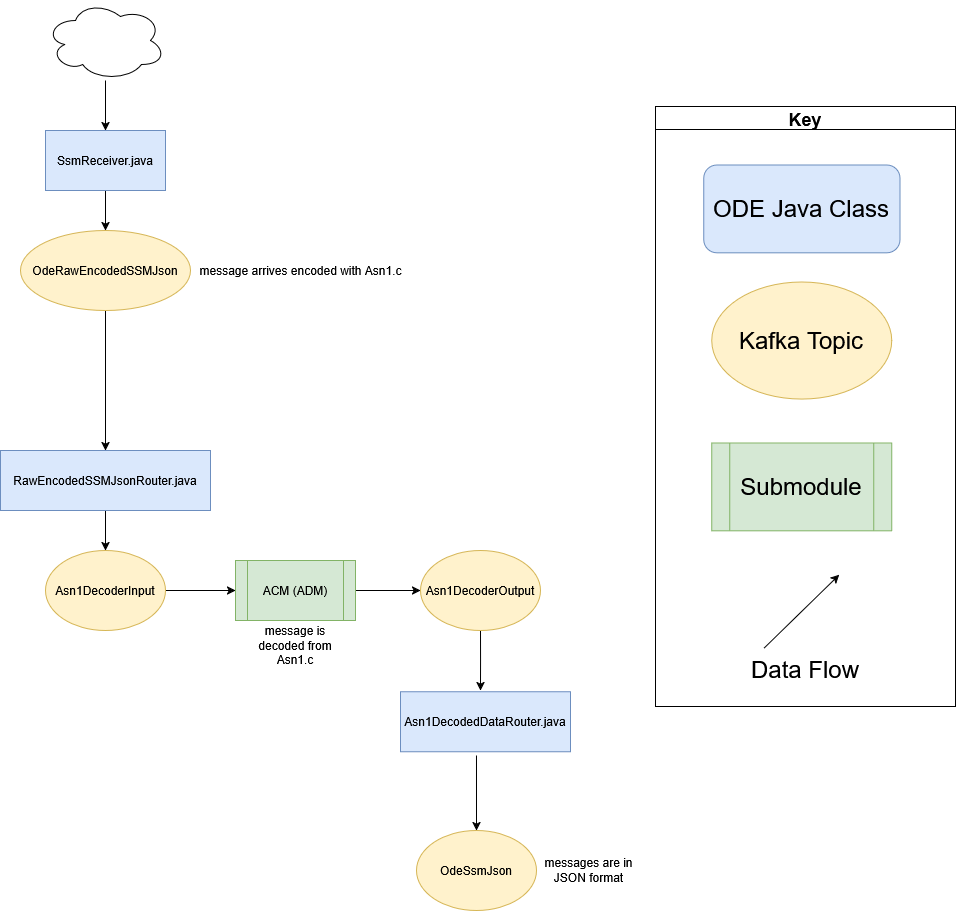 SsmReceiver.java
OdeRawEncodedSSMJson
message arrives encoded with Asn1.c
RawEncodedSSMJsonRouter.java
Asn1DecoderInput
ACM (ADM)
message is
decoded from
Asn1.c
Asn1DecoderOutput
Asn1DecodedDataRouter.java
OdeSsmJson
messages are in
JSON format
Key
ODE Java Class
Kafka Topic
Submodule
Data Flow